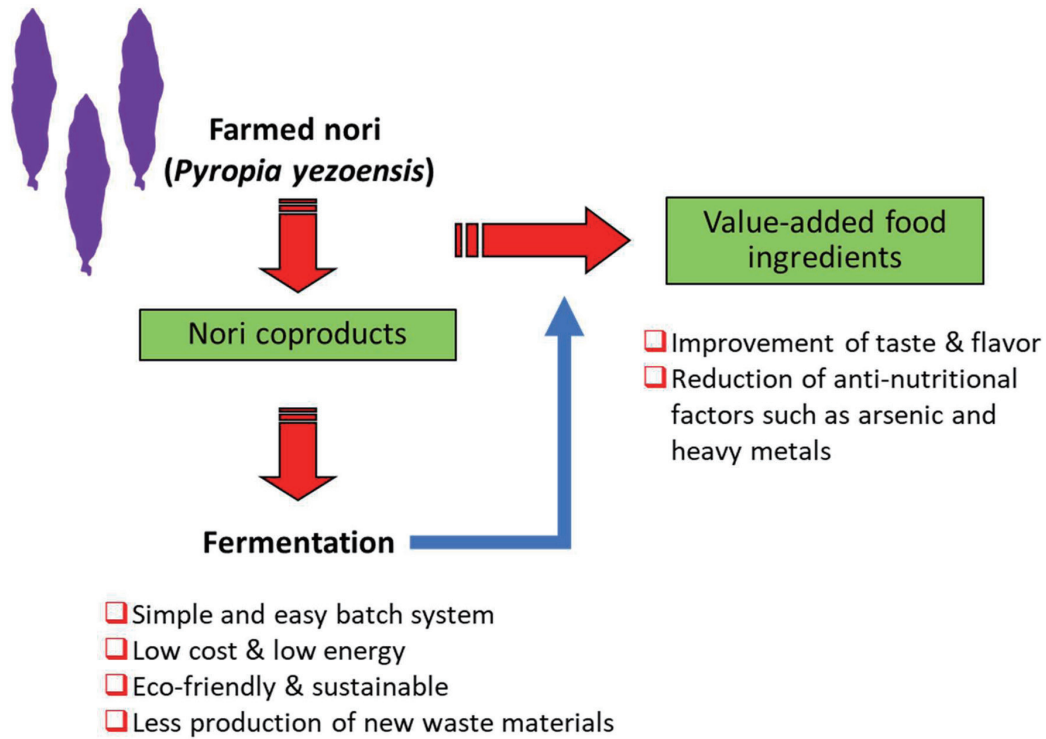 Farmed nori
(Pyropia yezoensis)
Value-added food
ingredients
Nori coproducts
Improvement of taste & flavor
Reduction of anti-nutritional
factors such as arsenic and
heavy metals
Fermentation
Simple and easy batch system
Low cost & low energy
Eco-friendly & sustainable
Less production of new waste materials